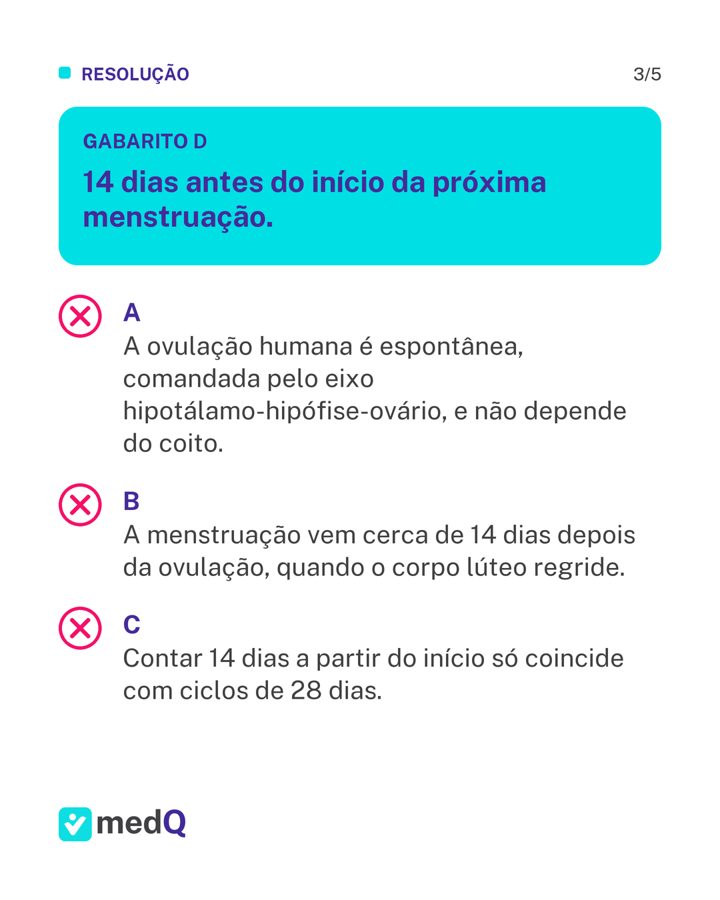 RESOLUÇÃO
3/5
GABARITO D
14 dias antes do início da próxima
menstruação.
A
A ovulação humana é espontânea,
comandada pelo eixo
hipotálamo-hipófise-ovário, e não depende
do coito.
B
A menstruação vem cerca de 14 dias depois
da ovulação, quando o corpo lúteo regride.
C
Contar 14 dias a partir do início só coincide
com ciclos de 28 dias.
medQ